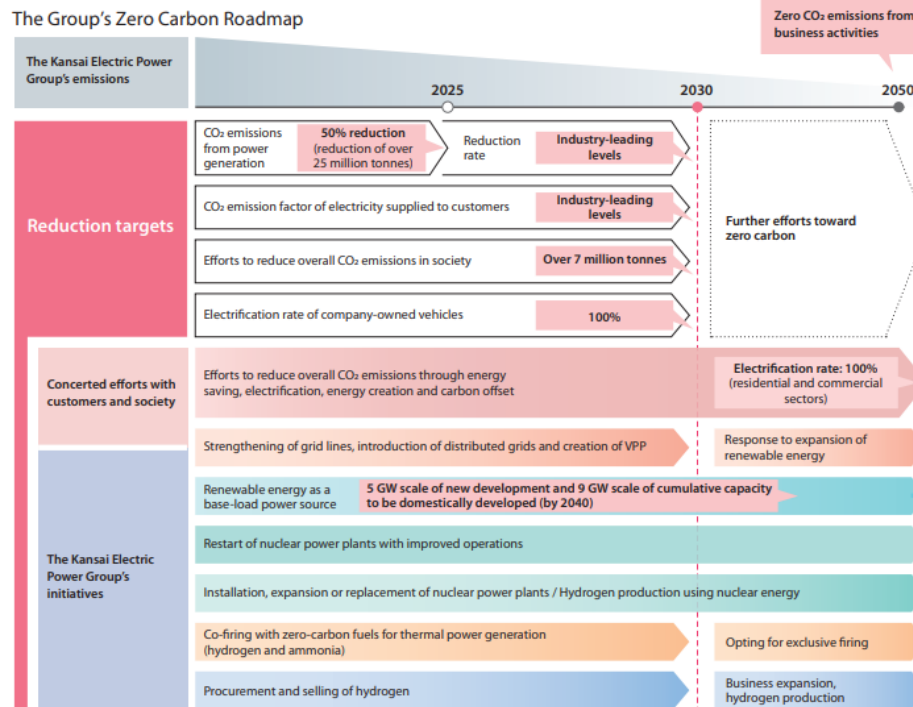 The Group's Zero Carbon Roadmap
Zero CO₂ emissions from
business activities
The Kansai Electric Power
Group's emissions
2025
2030
2050
Reduction targets
CO₂ emissions
from power
generation
50% reduction
(reduction of over
25 million tonnes)
Reduction
rate
Industry-leading
levels
CO₂ emission factor of electricity supplied to customers
Industry-leading
levels
Efforts to reduce overall CO₂ emissions in society
Over 7 million tonnes
Electrification rate of company-owned vehicles
100%
Further efforts toward
zero carbon
Concerted efforts with
customers and society
Efforts to reduce overall CO₂ emissions through energy
saving, electrification, energy creation and carbon offset
Electrification rate: 100%
(residential and commercial
sectors)
Strengthening of grid lines, introduction of distributed grids and creation of VPP
Response to expansion of
renewable energy
The Kansai Electric
Power Group's
initiatives
Renewable energy as a
base-load power source
5 GW scale of new development and 9 GW scale of cumulative capacity
to be domestically developed (by 2040)
Restart of nuclear power plants with improved operations
Installation, expansion or replacement of nuclear power plants / Hydrogen production using nuclear energy
Co-firing with zero-carbon fuels for thermal power generation
(hydrogen and ammonia)
Opting for exclusive firing
Procurement and selling of hydrogen
Business expansion,
hydrogen production